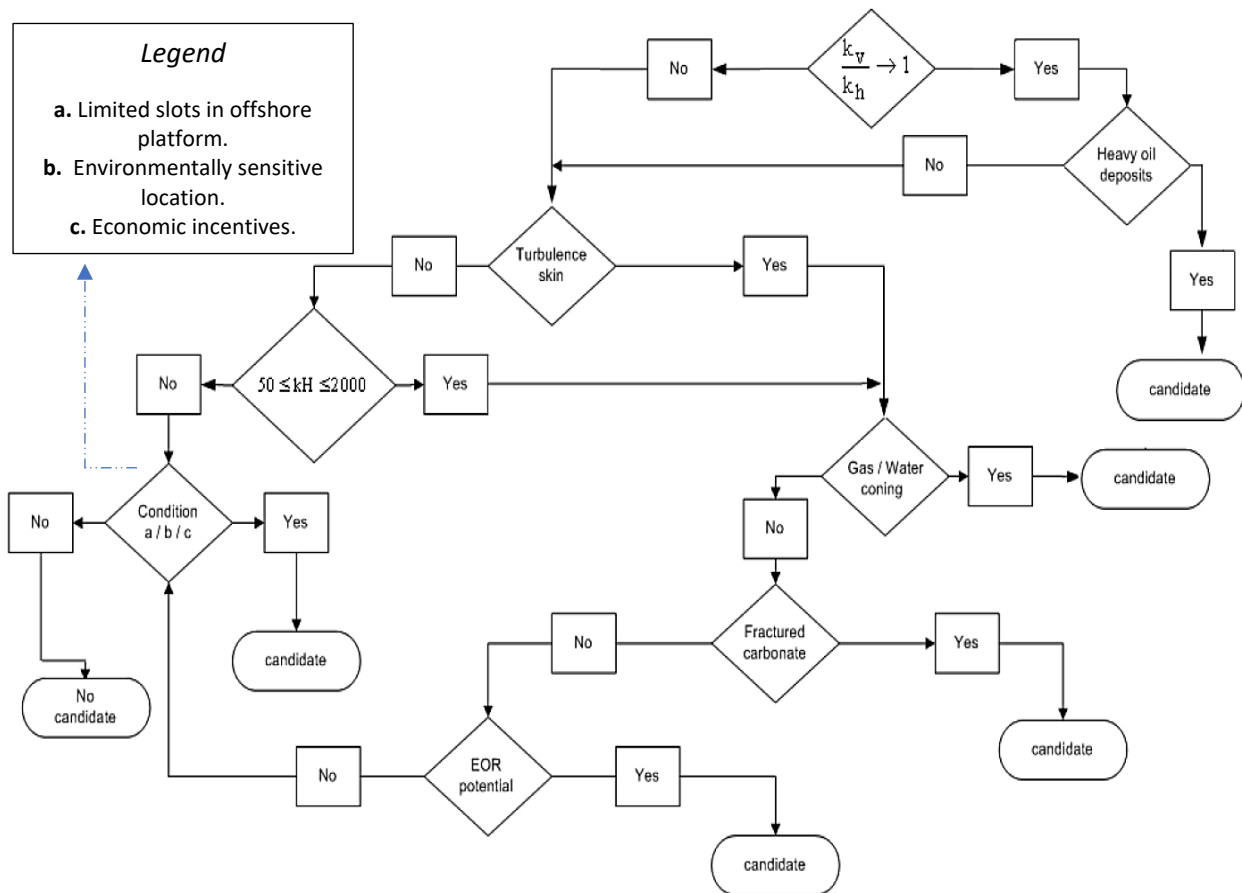 Legend
a. Limited slots in offshore
platform.
b. Environmentally sensitive
location.
c. Economic incentives.
No
k_v
k_h → 1
Yes
No
Heavy oil
deposits
Yes
candidate
No
Turbulence
skin
Yes
No
50 ≤kH ≤2000
Yes
Gas / Water
coning
Yes
candidate
No
Condition
a / b / c
Yes
No
candidate
No
candidate
No
Fractured
carbonate
Yes
candidate
No
EOR
potential
Yes
candidate